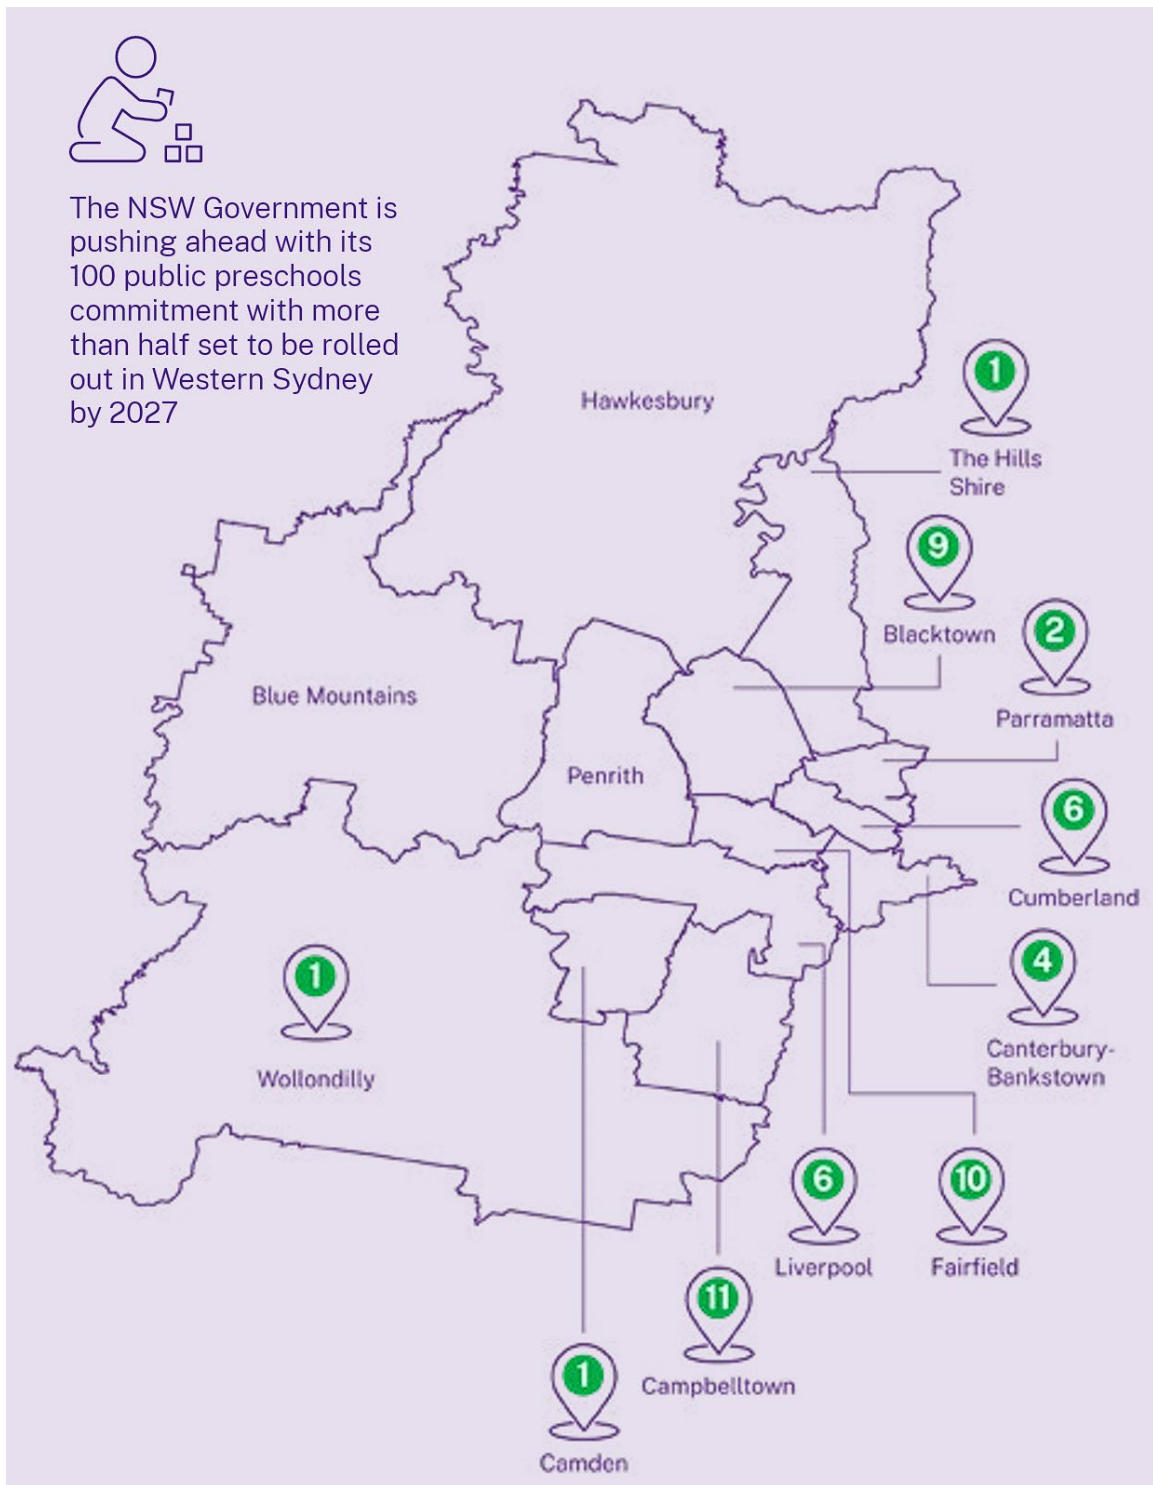 The NSW Government is
pushing ahead with its
100 public preschools
commitment with more
than half set to be rolled
out in Western Sydney
by 2027
Hawkesbury
1
The Hills
Shire
9
Blacktown
2
Parramatta
Blue Mountains
Penrith
6
Cumberland
4
Canterbury-
Bankstown
1
Wollondilly
6
Liverpool
10
Fairfield
11
Campbelltown
1
Camden